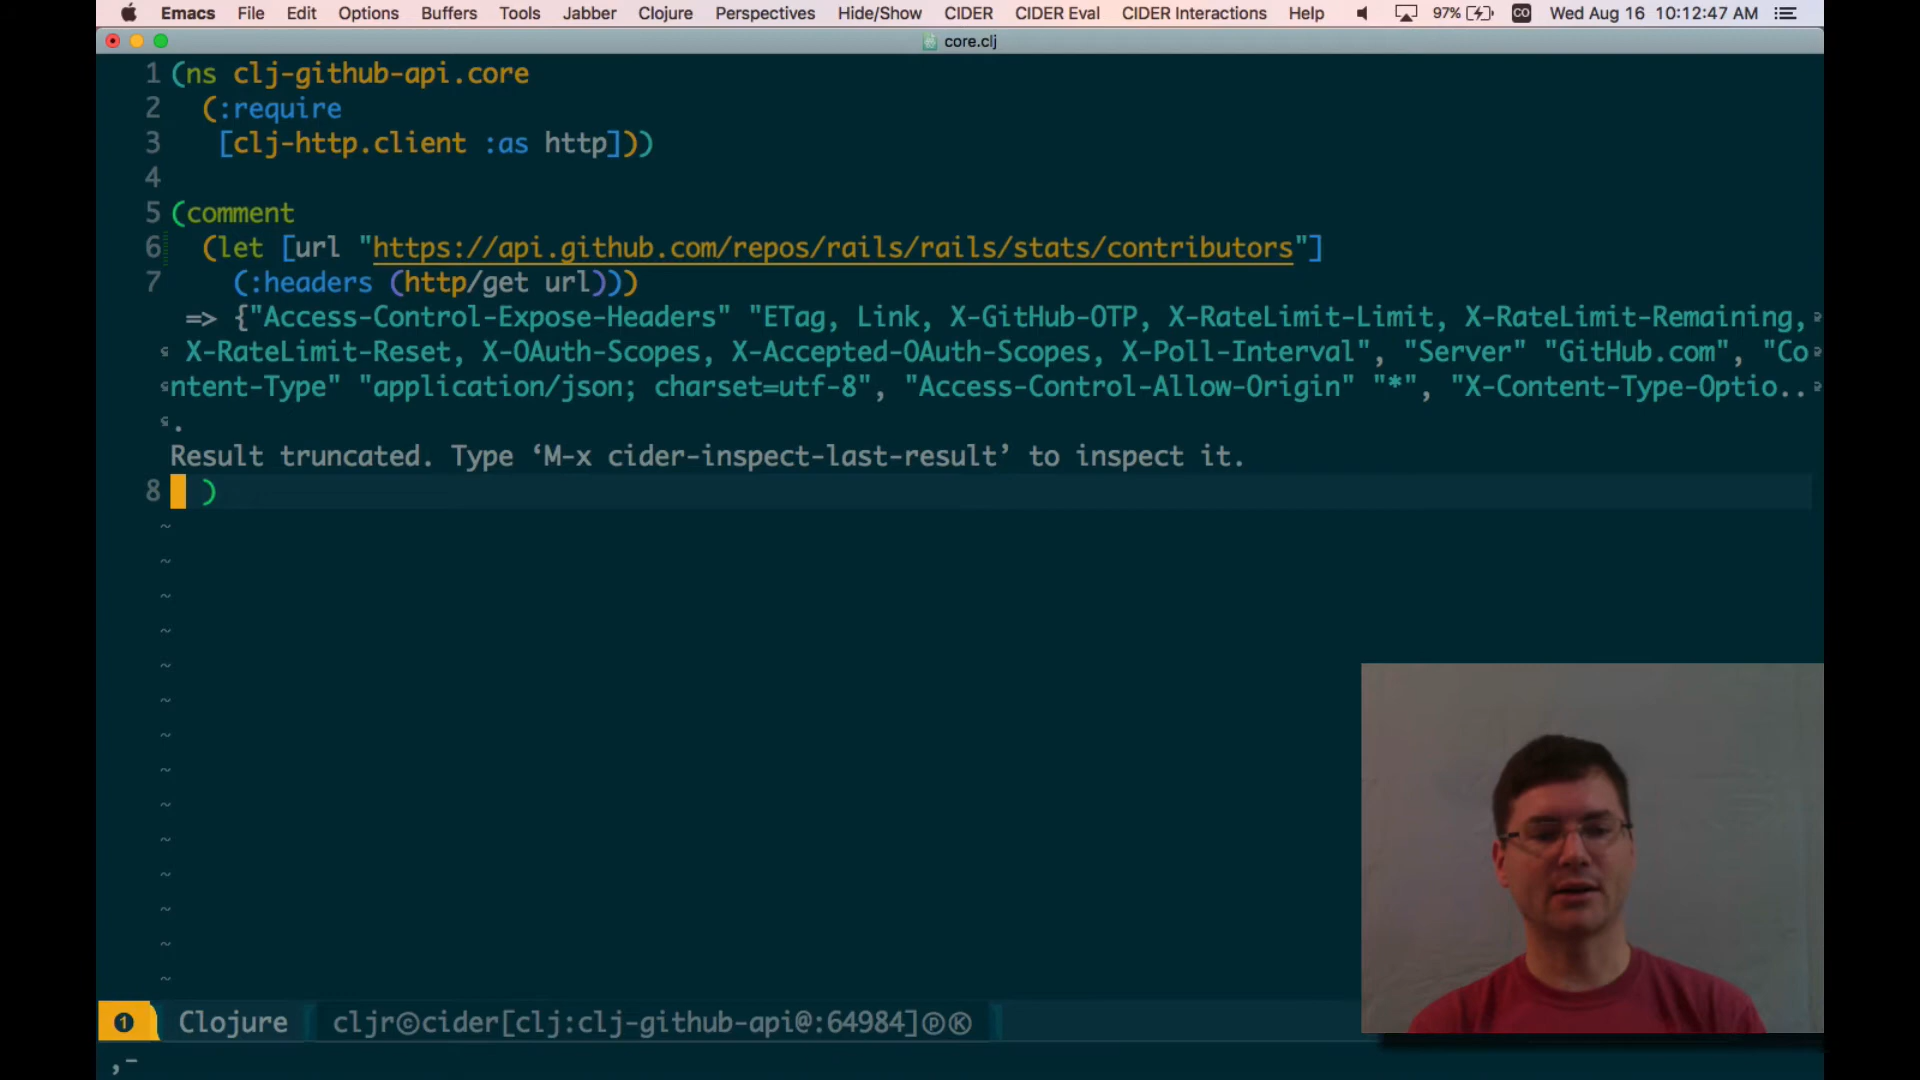 Emacs File Edit Options Buffers Tools Jabber Clojure Perspectives Hide/Show CIDER CIDER Eval CIDER Interactions Help 97% CO Wed Aug 16 10:12:47 AM
core.clj
1 (ns clj-github-api.core
2 (:require
3 [clj-http.client :as http]))
4
5 (comment
6 (let [url "https://api.github.com/repos/rails/rails/stats/contributors"]
7 (:headers (http/get url)))
=> {"Access-Control-Expose-Headers" "ETag, Link, X-GitHub-OTP, X-RateLimit-Limit, X-RateLimit-Remaining,
X-RateLimit-Reset, X-OAuth-Scopes, X-Accepted-OAuth-Scopes, X-Poll-Interval", "Server" "GitHub.com", "Co
ntent-Type" "application/json; charset=utf-8", "Access-Control-Allow-Origin" "*", "X-Content-Type-Optio..
.
Result truncated. Type ‘M-x cider-inspect-last-result’ to inspect it.
8 )
~
~
~
~
~
~
~
~
~
~
~
~
~
~
❶ Clojure cljrⓒcider[clj:clj-github-api@:64984]ⓟⓀ
,-